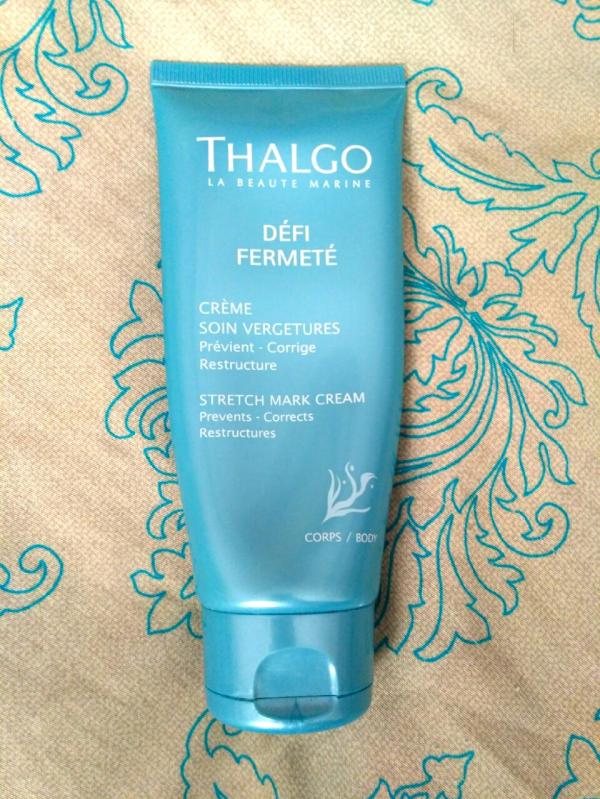 THALGO
LA BEAUTE MARINE
DÉFI
FERMETÉ
CRÈME
SOIN VERGETURES
Prévient - Corrige
Restructure
STRETCH MARK CREAM
Prevents - Corrects
Restructures
CORPS / BODY